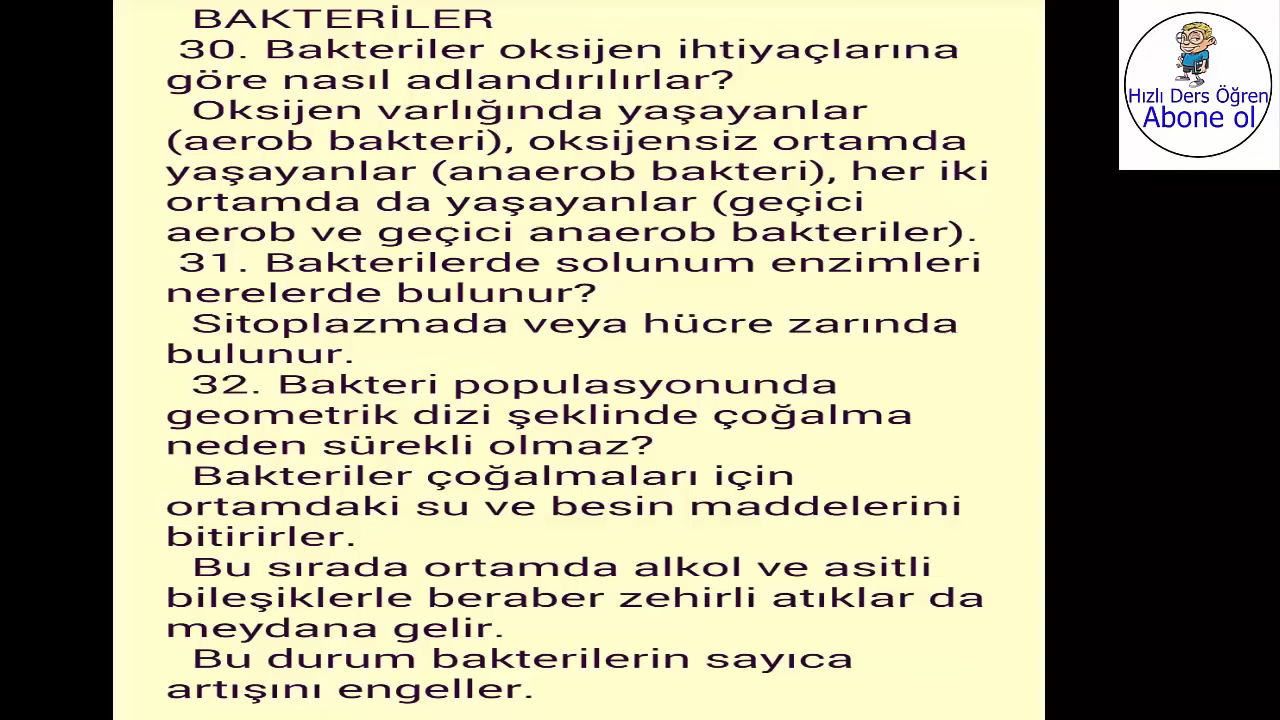 BAKTERİLER
30. Bakteriler oksijen ihtiyaçlarına
göre nasıl adlandırılırlar?
Oksijen varlığında yaşayanlar
(aerob bakteri), oksijensiz ortamda
yaşayanlar (anaerob bakteri), her iki
ortamda da yaşayanlar (geçici
aerob ve geçici anaerob bakteriler).
31. Bakterilerde solunum enzimleri
nerelerde bulunur?
Sitoplazmada veya hücre zarında
bulunur.
32. Bakteri populasyonunda
geometrik dizi şeklinde çoğalma
neden sürekli olmaz?
Bakteriler çoğalmaları için
ortamdaki su ve besin maddelerini
bitirirler.
Bu sırada ortamda alkol ve asitli
bileşiklerle beraber zehirli atıklar da
meydana gelir.
Bu durum bakterilerin sayıca
artışını engeller.
Hızlı Ders Öğren
Abone ol